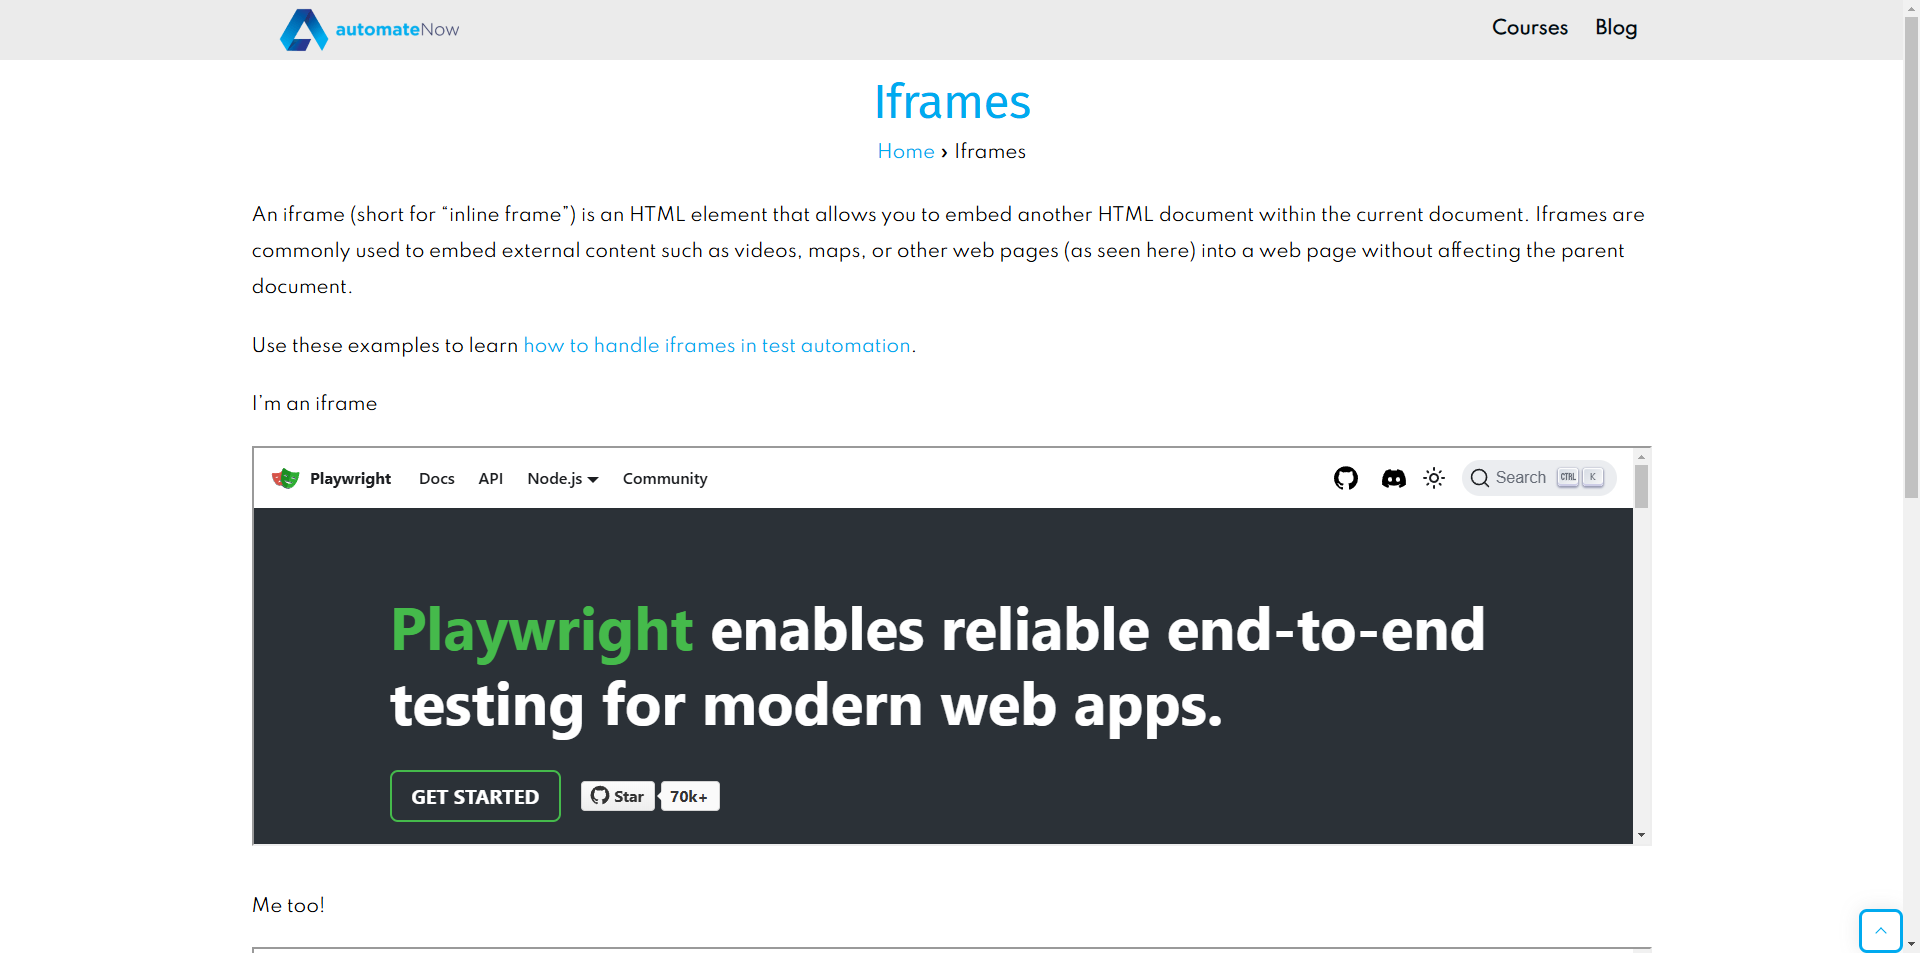 automateNow
Courses
Blog
Iframes
Home › Iframes
An iframe (short for “inline frame”) is an HTML element that allows you to embed another HTML document within the current document. Iframes are
commonly used to embed external content such as videos, maps, or other web pages (as seen here) into a web page without affecting the parent
document.
Use these examples to learn how to handle iframes in test automation.
I’m an iframe
Playwright
Docs
API
Node.js
Community
Search
CTRL
K
Playwright enables reliable end-to-end
testing for modern web apps.
GET STARTED
Star
70k+
Me too!